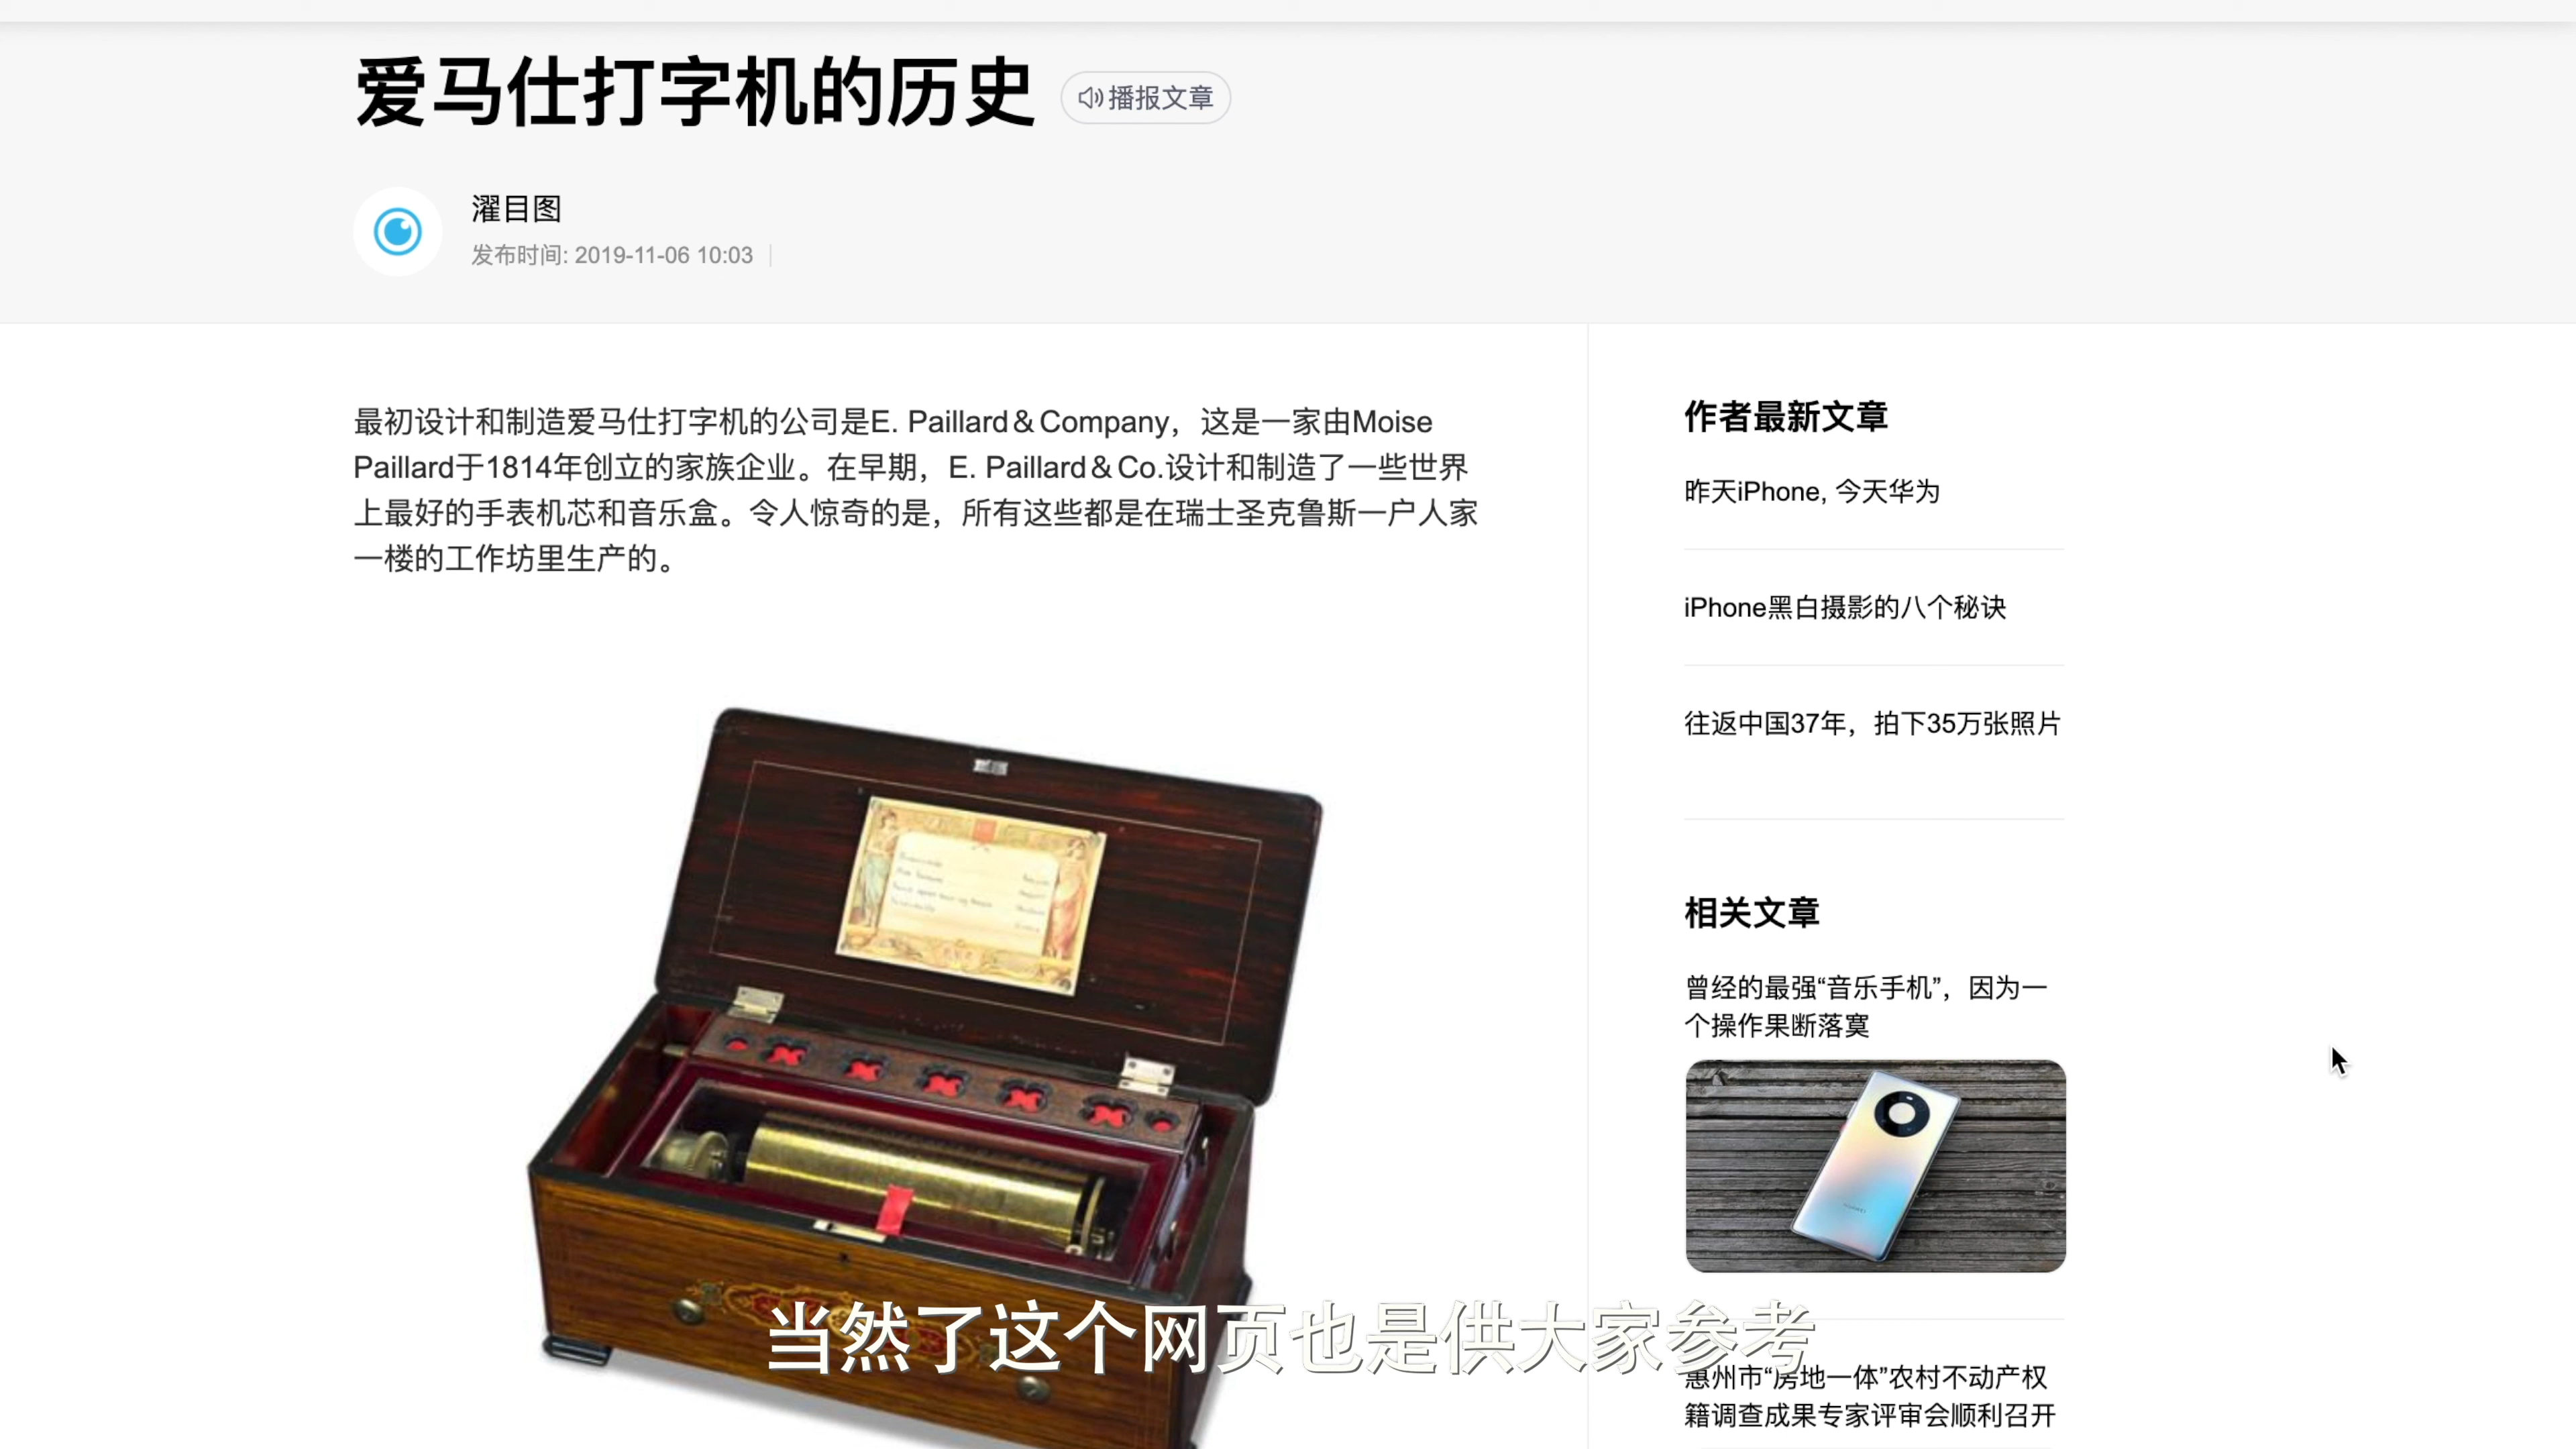 爱马仕打字机的历史
播报文章
濯目图
发布时间: 2019-11-06 10:03
最初设计和制造爱马仕打字机的公司是E. Paillard＆Company，这是一家由Moise
Paillard于1814年创立的家族企业。在早期，E. Paillard＆Co.设计和制造了一些世界
上最好的手表机芯和音乐盒。令人惊奇的是，所有这些都是在瑞士圣克鲁斯一户人家
一楼的工作坊里生产的。
作者最新文章
昨天iPhone, 今天华为
iPhone黑白摄影的八个秘诀
往返中国37年，拍下35万张照片
相关文章
曾经的最强“音乐手机”，因为一
个操作果断落寞
当然了这个网页也是供大家参考
惠州市“房地一体”农村不动产权
籍调查成果专家评审会顺利召开